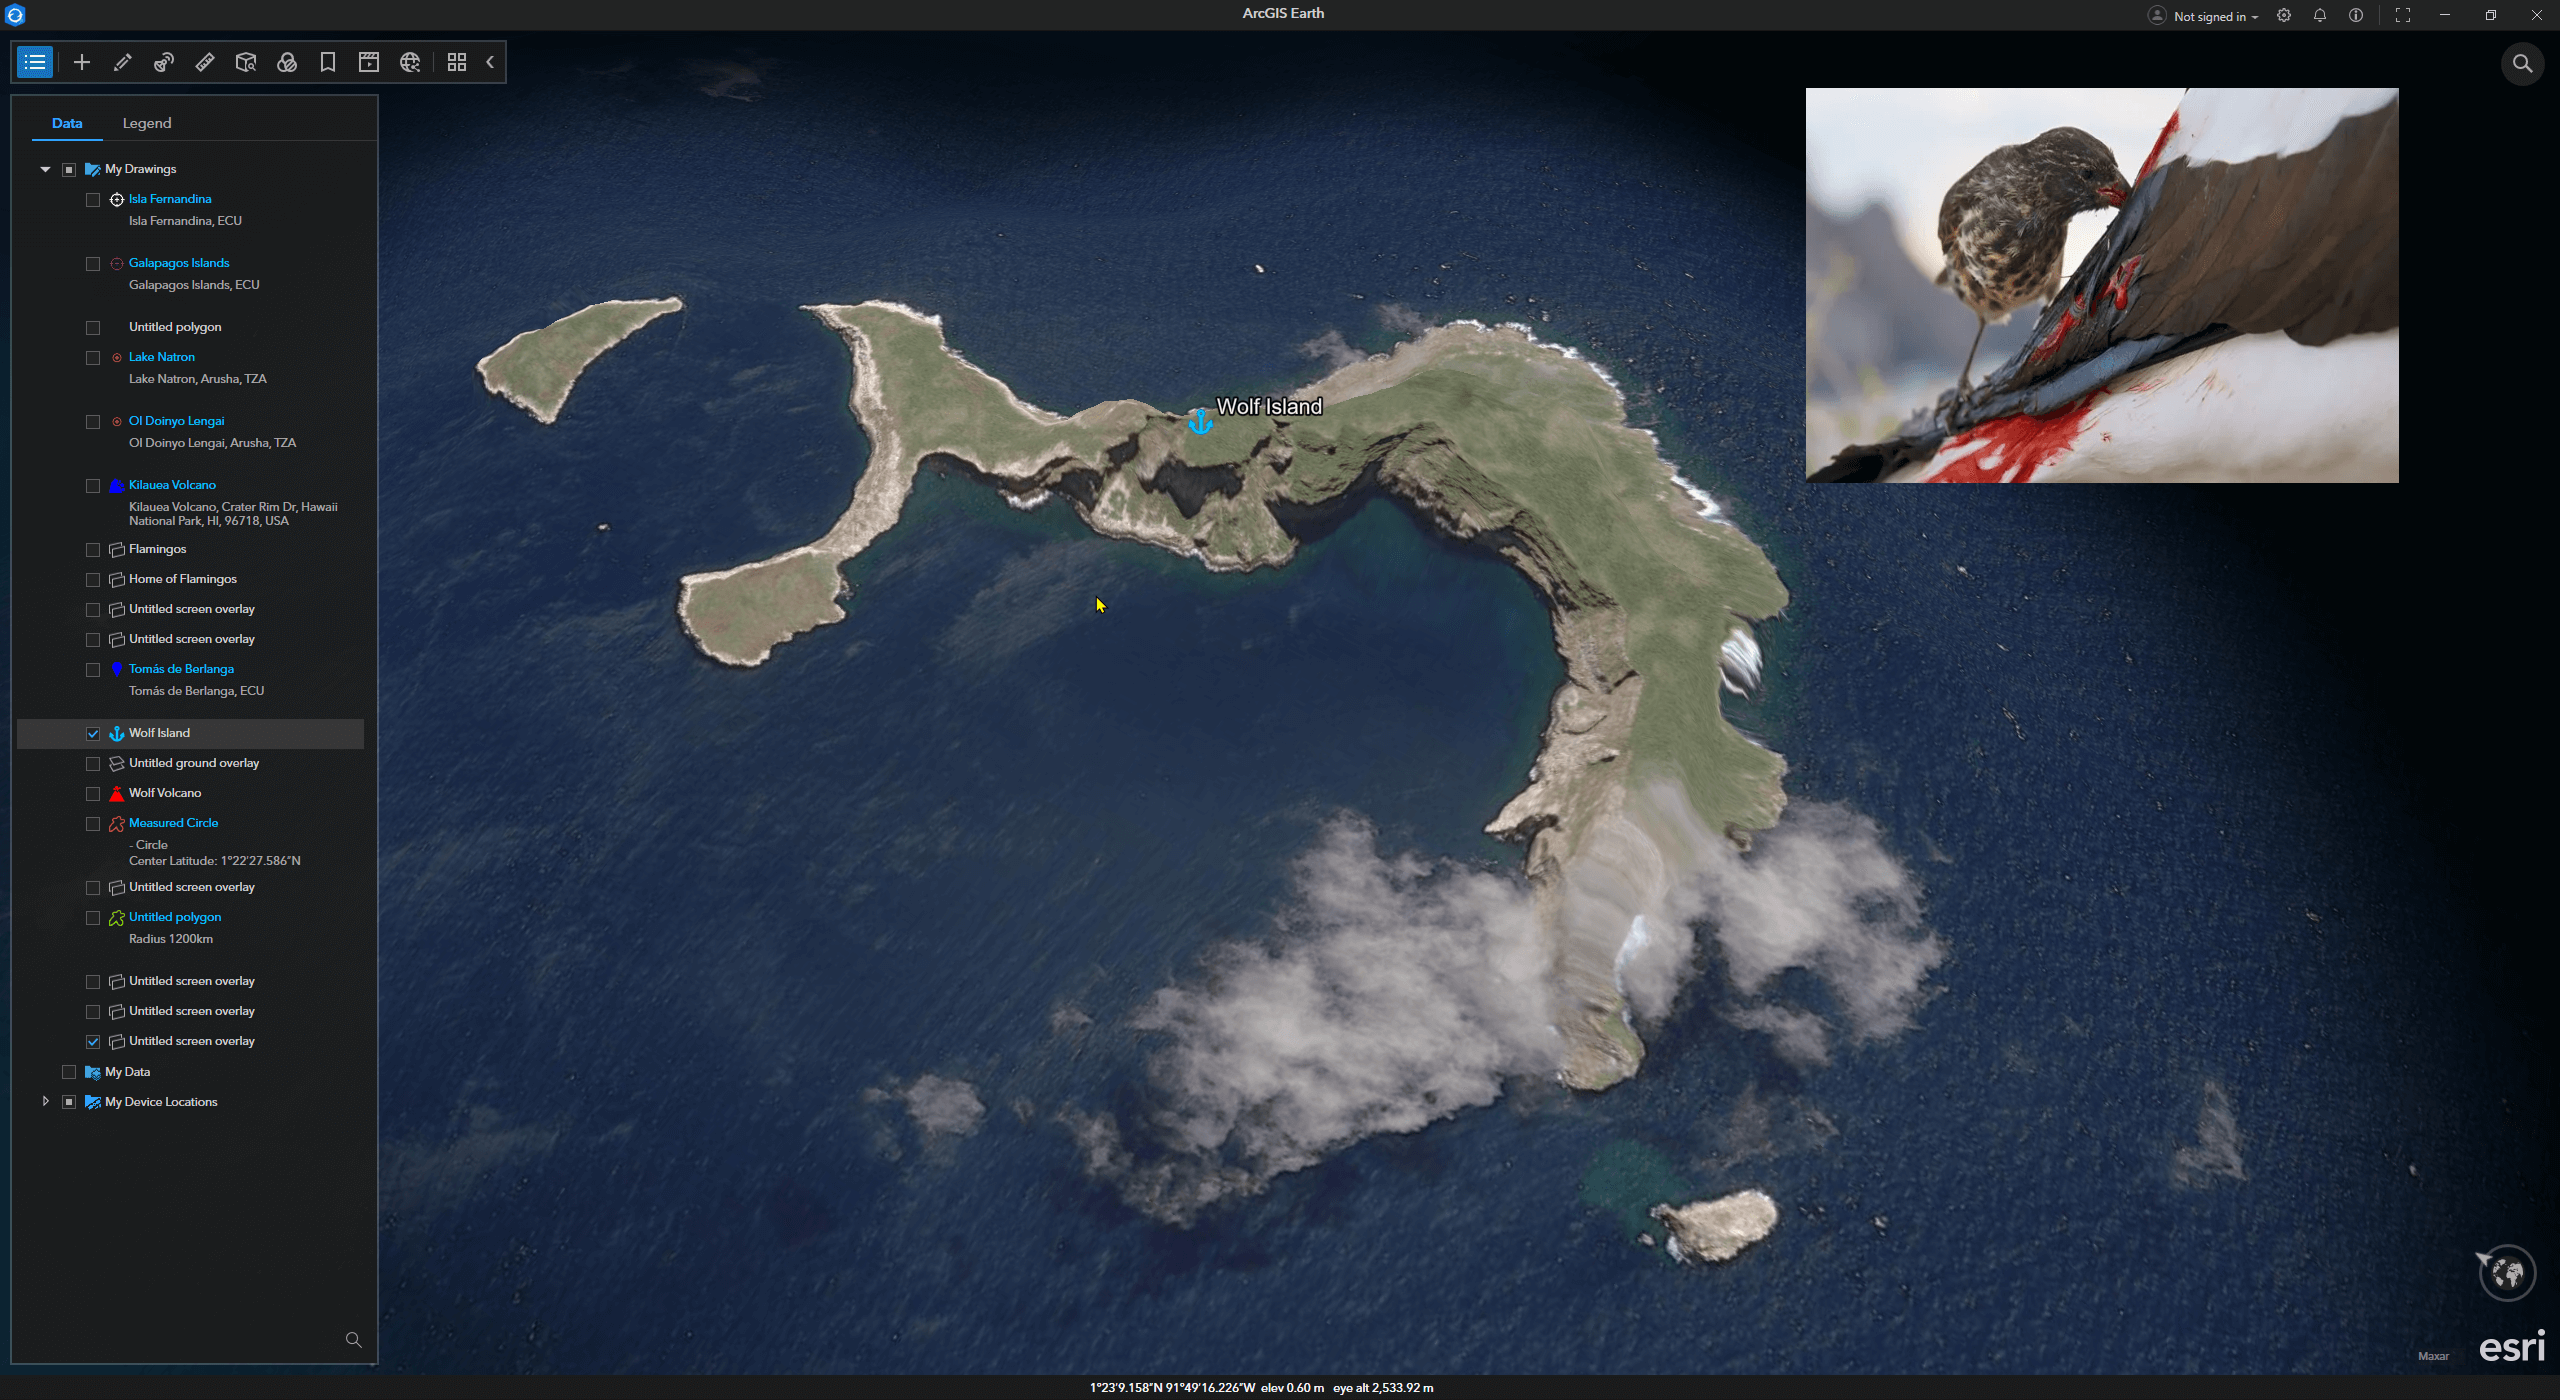 ArcGIS Earth
Not signed in
Data
Legend
My Drawings
Isla Fernandina
Isla Fernandina, ECU
Galapagos Islands
Galapagos Islands, ECU
Untitled polygon
Lake Natron
Lake Natron, Arusha, TZA
Ol Doinyo Lengai
Ol Doinyo Lengai, Arusha, TZA
Kilauea Volcano
Kilauea Volcano, Crater Rim Dr, Hawaii
National Park, HI, 96718, USA
Flamingos
Home of Flamingos
Untitled screen overlay
Untitled screen overlay
Tomás de Berlanga
Tomás de Berlanga, ECU
Wolf Island
Untitled ground overlay
Wolf Volcano
Measured Circle
- Circle
Center Latitude: 1°22'27.586"N
Untitled screen overlay
Untitled polygon
Radius 1200km
Untitled screen overlay
Untitled screen overlay
Untitled screen overlay
My Data
My Device Locations
Wolf Island
Maxar
esri
1°23'9.158"N 91°49'16.226"W elev 0.60 m eye alt 2,533.92 m